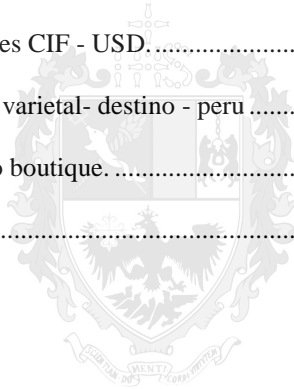 es CIF - USD. .....................
varietal- destino - peru ........
o boutique. ............................
...............................................